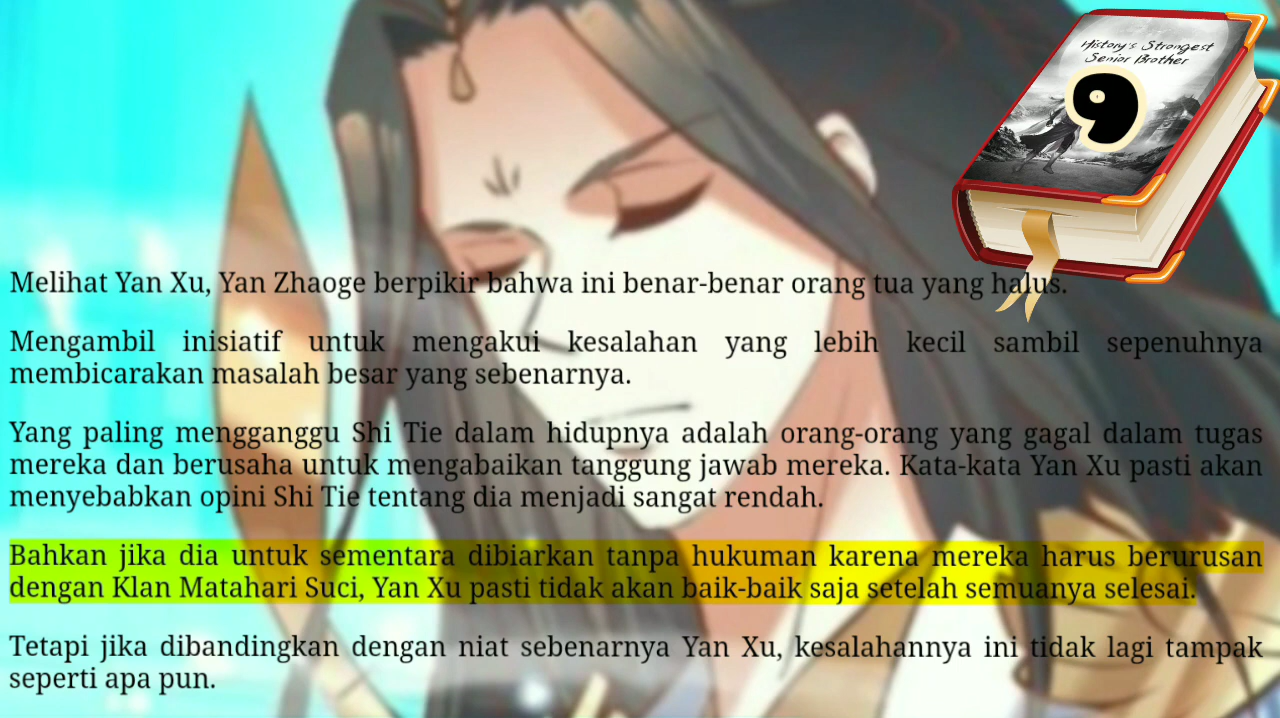 History's Strongest
Senior Brother
9
Melihat Yan Xu, Yan Zhaoge berpikir bahwa ini benar-benar orang tua yang halus.
Mengambil inisiatif untuk mengakui kesalahan yang lebih kecil sambil sepenuhnya
membicarakan masalah besar yang sebenarnya.
Yang paling mengganggu Shi Tie dalam hidupnya adalah orang-orang yang gagal dalam tugas
mereka dan berusaha untuk mengabaikan tanggung jawab mereka. Kata-kata Yan Xu pasti akan
menyebabkan opini Shi Tie tentang dia menjadi sangat rendah.
Bahkan jika dia untuk sementara dibiarkan tanpa hukuman karena mereka harus berurusan
dengan Klan Matahari Suci, Yan Xu pasti tidak akan baik-baik saja setelah semuanya selesai.
Tetapi jika dibandingkan dengan niat sebenarnya Yan Xu, kesalahannya ini tidak lagi tampak
seperti apa pun.